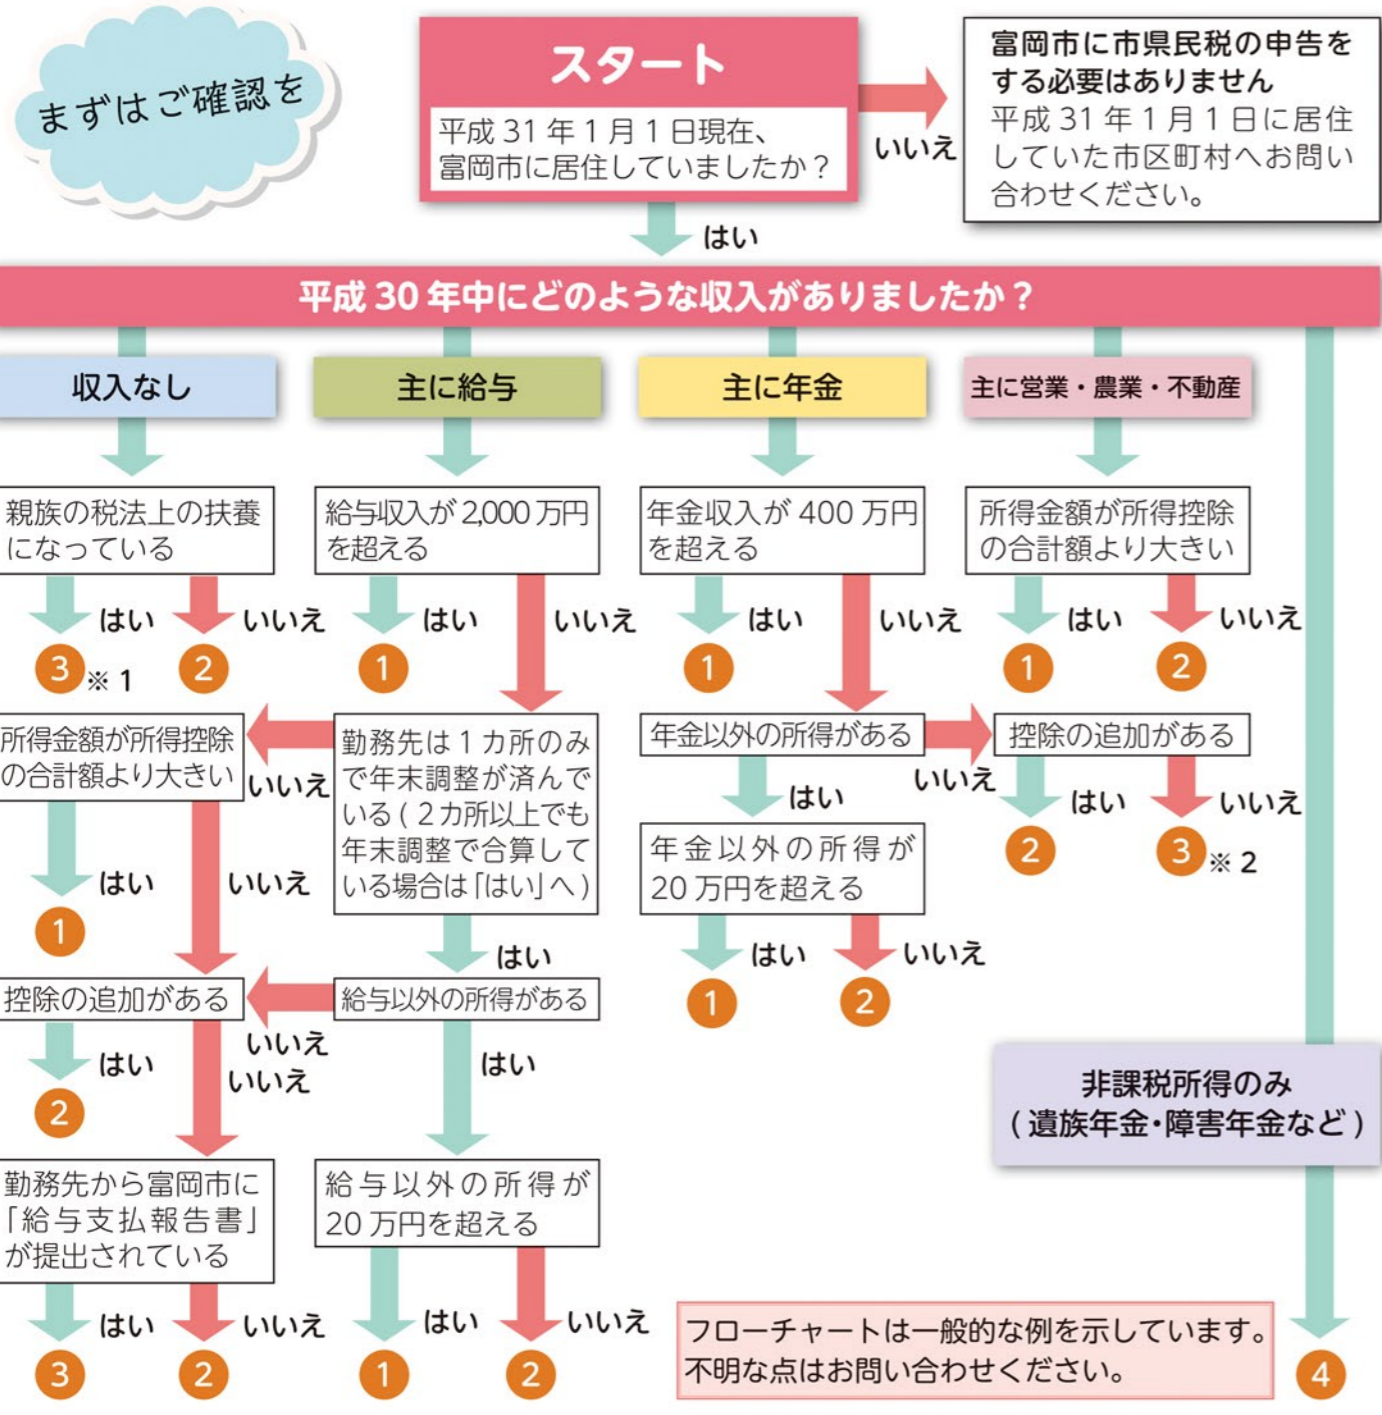 まずはご確認を
スタート
平成 31 年 1 月 1 日現在、
富岡市に居住していましたか？
いいえ
富岡市に市県民税の申告を
する必要はありません
平成 31 年 1 月 1 日に居住
していた市区町村へお問い
合わせください。
はい
平成 30 年中にどのような収入がありましたか？
収入なし
主に給与
主に年金
主に営業・農業・不動産
親族の税法上の扶養
になっている
給与収入が 2,000 万円
を超える
年金収入が 400 万円
を超える
所得金額が所得控除
の合計額より大きい
はい
いいえ
はい
いいえ
はい
いいえ
はい
いいえ
3 ※ 1
2
1
1
1
2
所得金額が所得控除
の合計額より大きい
いいえ
勤務先は 1 カ所のみ
で年末調整が済んで
いる ( 2 カ所以上でも
年末調整で合算して
いる場合は「はい」へ )
年金以外の所得がある
いいえ
控除の追加がある
はい
はい
いいえ
2
3 ※ 2
年金以外の所得が
20 万円を超える
はい
いいえ
1
はい
はい
いいえ
1
2
控除の追加がある
いいえ
給与以外の所得がある
はい
いいえ
はい
2
非課税所得のみ
( 遺族年金・障害年金など )
勤務先から富岡市に
「給与支払報告書」
が提出されている
給与以外の所得が
20 万円を超える
はい
いいえ
はい
いいえ
3
2
1
2
フローチャートは一般的な例を示しています。
不明な点はお問い合わせください。
4